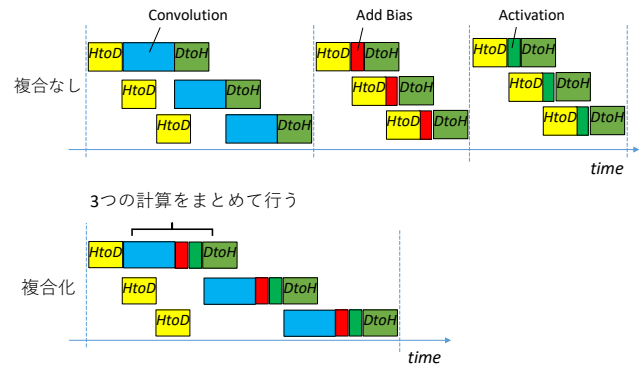 Convolution
Add Bias
Activation
HtoD DtoH HtoD DtoH HtoD DtoH
複合なし
HtoD DtoH HtoD DtoH HtoD DtoH
HtoD DtoH HtoD DtoH HtoD DtoH
time
3つの計算をまとめて行う
HtoD DtoH
複合化
HtoD DtoH
HtoD DtoH
time